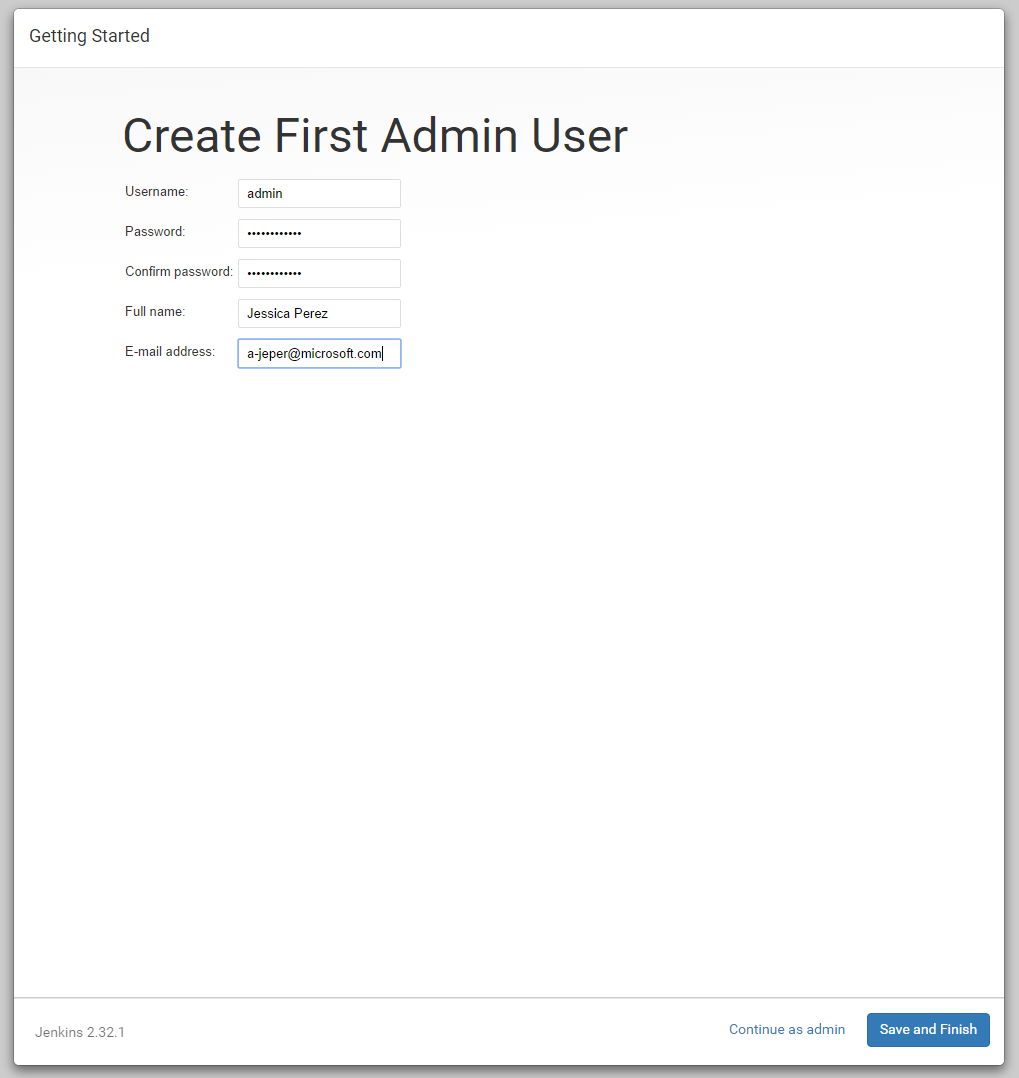 Getting Started
Create First Admin User
Username: admin
Password: ••••••••••••
Confirm password: ••••••••••••
Full name: Jessica Perez
E-mail address: a-jeper@microsoft.com
Jenkins 2.32.1 Continue as admin Save and Finish